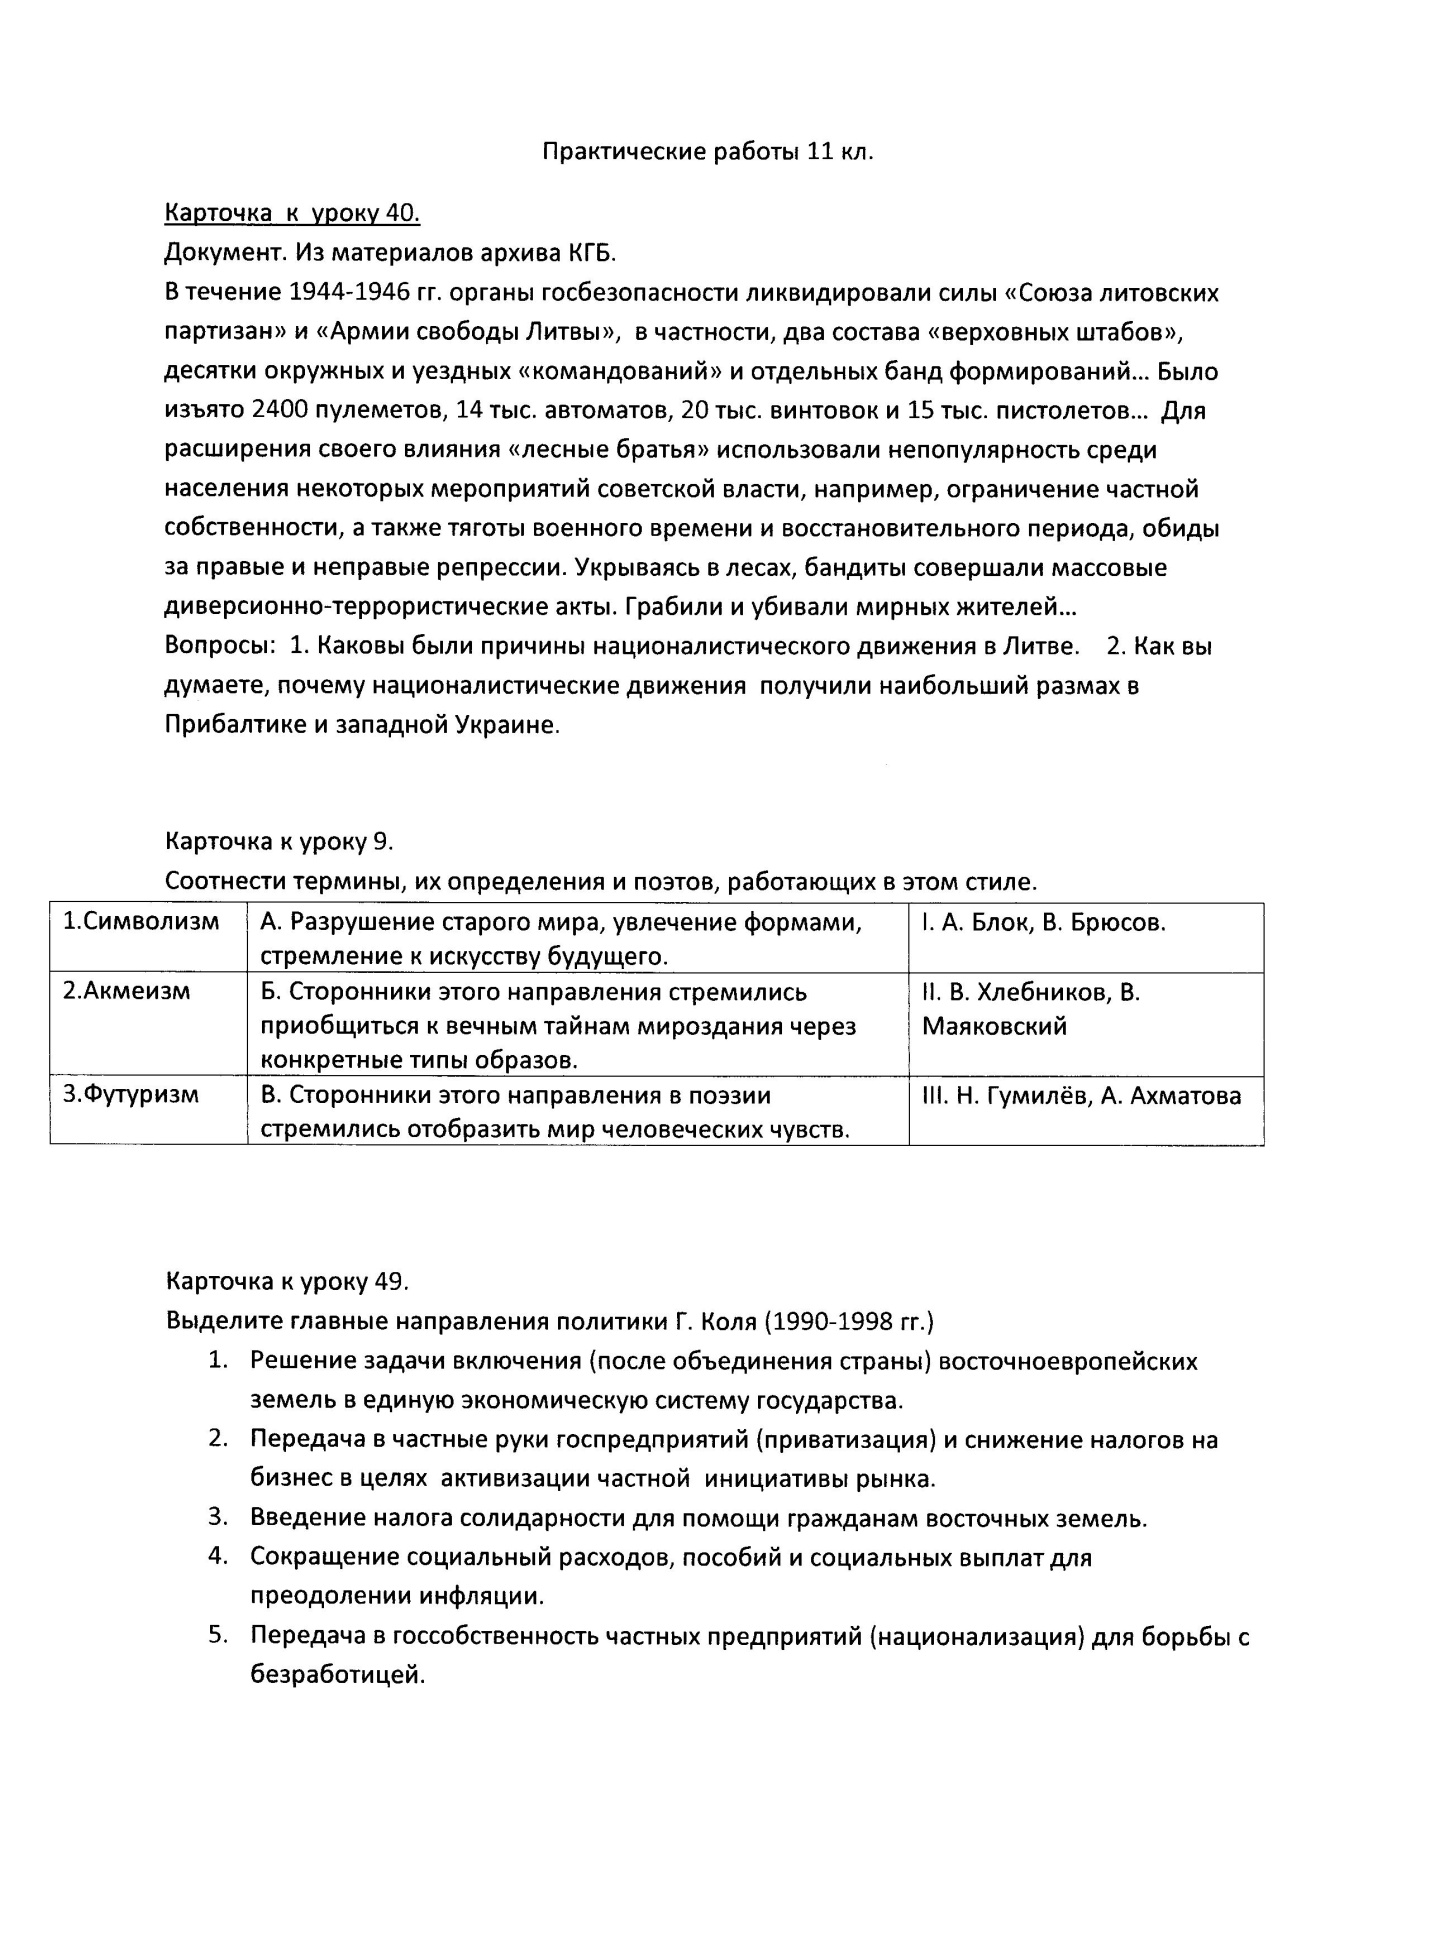 Практические работы 11 кл.
Карточка к уроку 40.
Документ. Из материалов архива КГБ.
В течение 1944-1946 гг. органы госбезопасности ликвидировали силы «Союза литовских
партизан» и «Армии свободы Литвы», в частности, два состава «верховных штабов»,
десятки окружных и уездных «командований» и отдельных банд формирований... Было
изъято 2400 пулеметов, 14 тыс. автоматов, 20 тыс. винтовок и 15 тыс. пистолетов... Для
расширения своего влияния «лесные братья» использовали непопулярность среди
населения некоторых мероприятий советской власти, например, ограничение частной
собственности, а также тяготы военного времени и восстановительного периода, обиды
за правые и неправые репрессии. Укрываясь в лесах, бандиты совершали массовые
диверсионно-террористические акты. Грабили и убивали мирных жителей...
Вопросы: 1. Каковы были причины националистического движения в Литве. 2. Как вы
думаете, почему националистические движения получили наибольший размах в
Прибалтике и западной Украине.
Карточка к уроку 9.
Соотнести термины, их определения и поэтов, работающих в этом стиле.
1.Символизм
А. Разрушение старого мира, увлечение формами,
стремление к искусству будущего.
I. А. Блок, В. Брюсов.
2.Акмеизм
Б. Сторонники этого направления стремились
приобщиться к вечным тайнам мироздания через
конкретные типы образов.
II. В. Хлебников, В.
Маяковский
3.Футуризм
В. Сторонники этого направления в поэзии
стремились отобразить мир человеческих чувств.
III. Н. Гумилёв, А. Ахматова
Карточка к уроку 49.
Выделите главные направления политики Г. Коля (1990-1998 гг.)
1. Решение задачи включения (после объединения страны) восточноевропейских
земель в единую экономическую систему государства.
2. Передача в частные руки госпредприятий (приватизация) и снижение налогов на
бизнес в целях активизации частной инициативы рынка.
3. Введение налога солидарности для помощи гражданам восточных земель.
4. Сокращение социальный расходов, пособий и социальных выплат для
преодолении инфляции.
5. Передача в госсобственность частных предприятий (национализация) для борьбы с
безработицей.